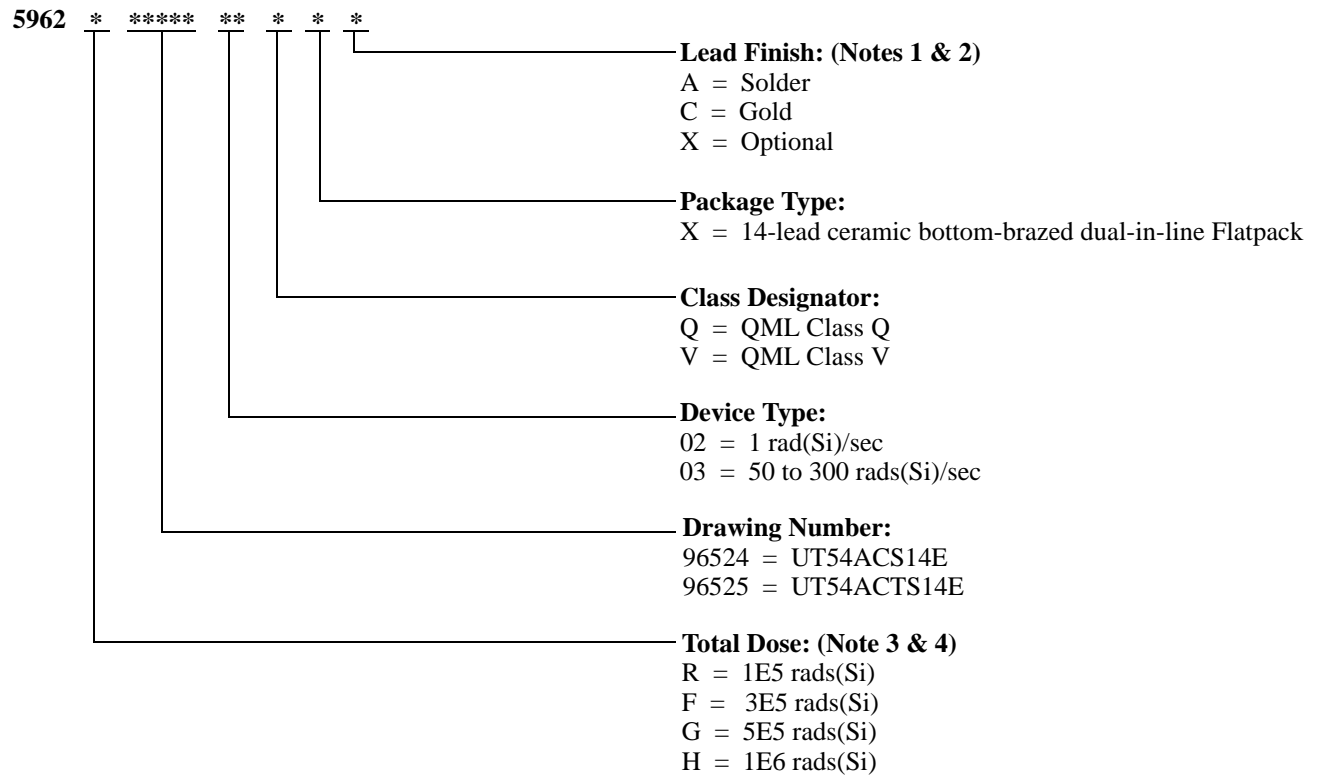 5962 * ***** ** * * *
Lead Finish: (Notes 1 & 2)
A = Solder
C = Gold
X = Optional
Package Type:
X = 14-lead ceramic bottom-brazed dual-in-line Flatpack
Class Designator:
Q = QML Class Q
V = QML Class V
Device Type:
02 = 1 rad(Si)/sec
03 = 50 to 300 rads(Si)/sec
Drawing Number:
96524 = UT54ACS14E
96525 = UT54ACTS14E
Total Dose: (Note 3 & 4)
R = 1E5 rads(Si)
F = 3E5 rads(Si)
G = 5E5 rads(Si)
H = 1E6 rads(Si)